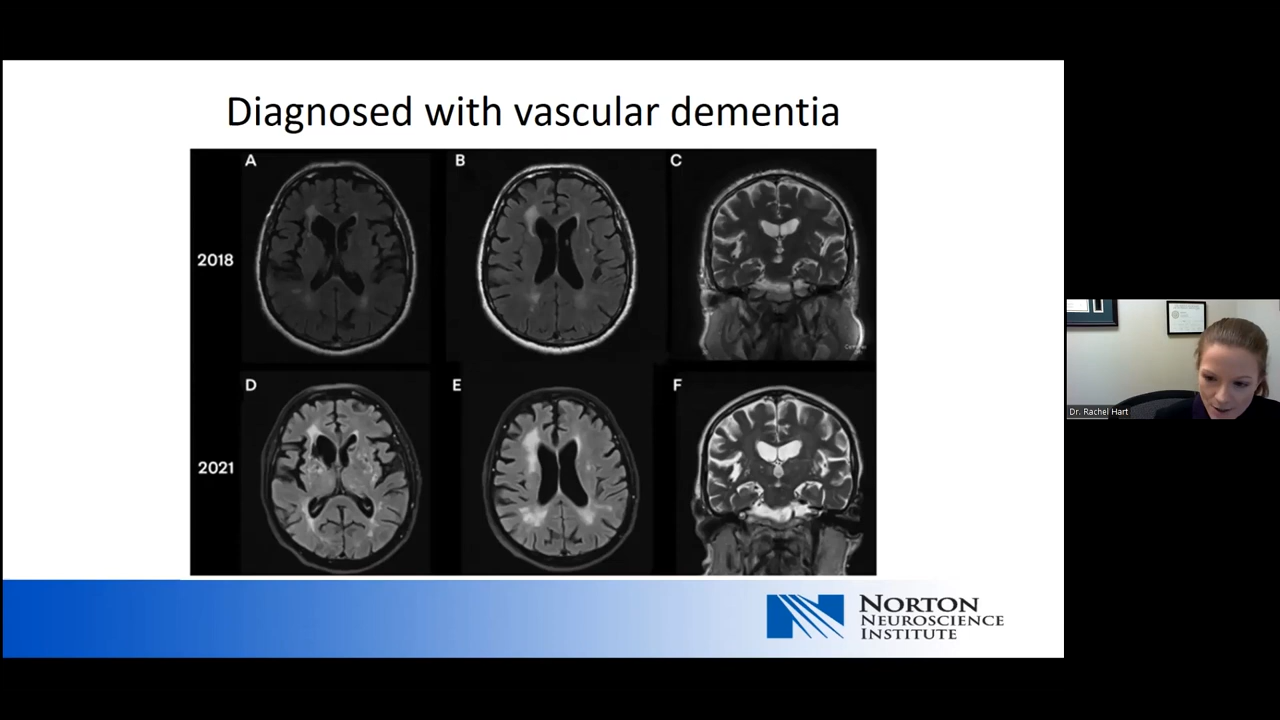 Diagnosed with vascular dementia
A
B
C
2018
D
E
F
2021
NORTON
NEUROSCIENCE
INSTITUTE
Dr. Rachel Hart